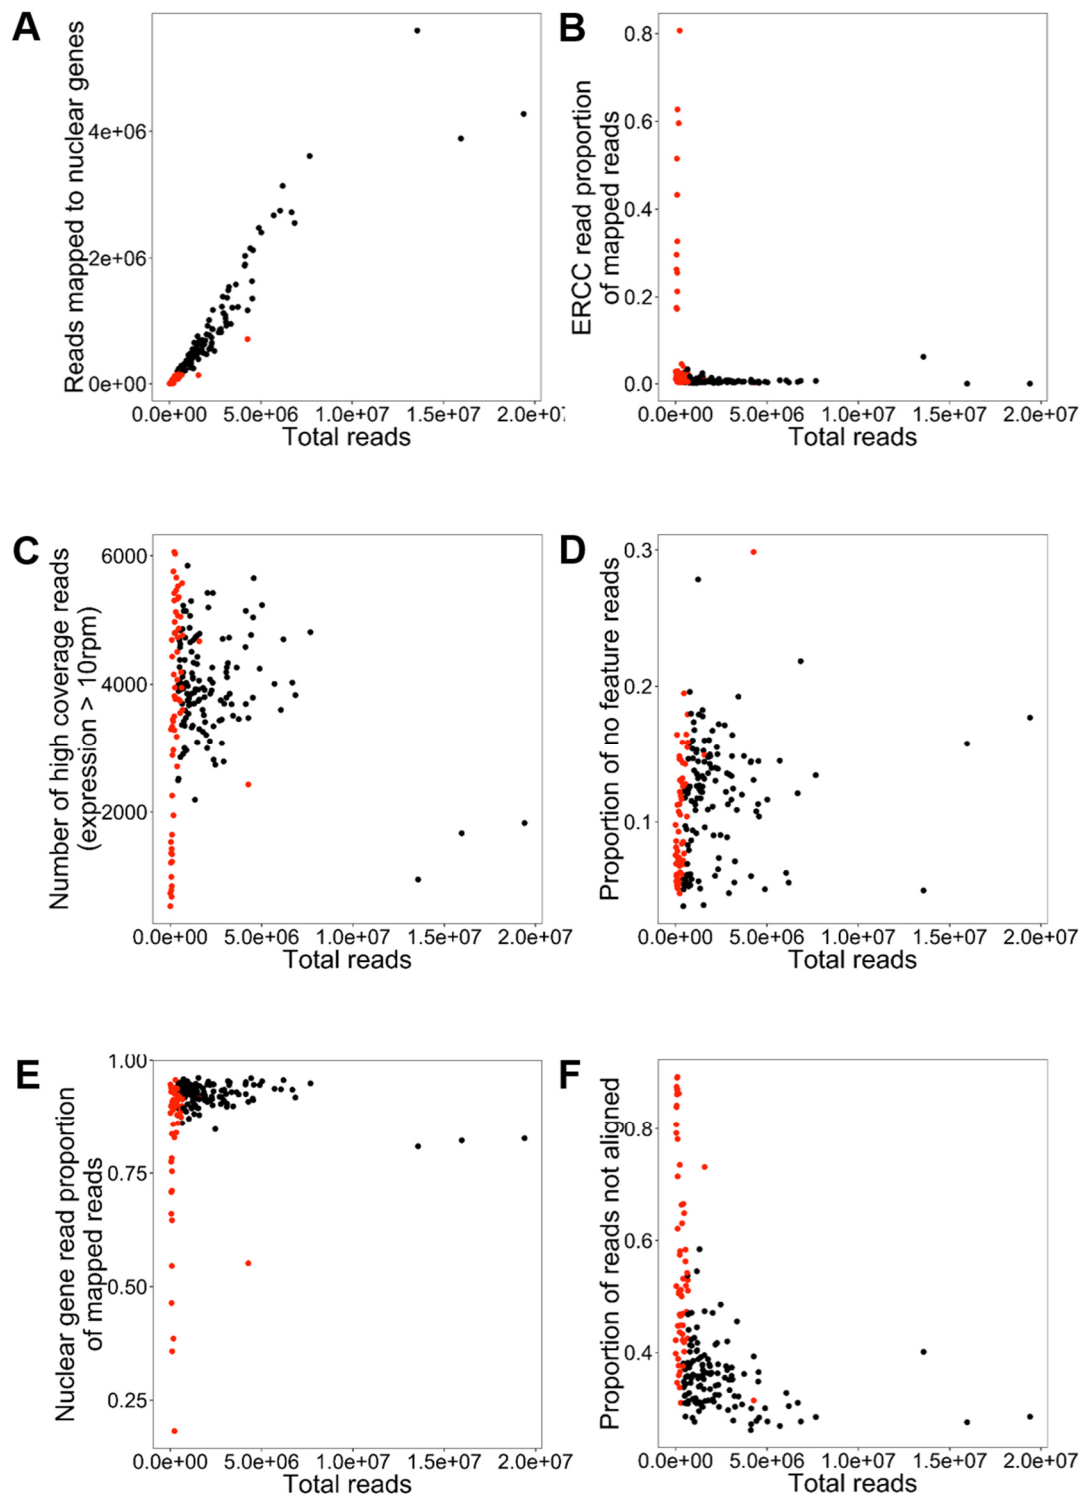 A
Reads mapped to nuclear genes
4e+06
2e+06
0e+00
0.0e+00 5.0e+06 1.0e+07 1.5e+07 2.0e+07
Total reads
B
ERCC read proportion
of mapped reads
0.8
0.6
0.4
0.2
0.0
0.0e+00 5.0e+06 1.0e+07 1.5e+07 2.0e+07
Total reads
C
Number of high coverage reads
(expression > 10rpm)
6000
4000
2000
0.0e+00 5.0e+06 1.0e+07 1.5e+07 2.0e+07
Total reads
D
Proportion of no feature reads
0.3
0.2
0.1
0.0e+00 5.0e+06 1.0e+07 1.5e+07 2.0e+07
Total reads
E
Nuclear gene read proportion
of mapped reads
1.00
0.75
0.50
0.25
0.0e+00 5.0e+06 1.0e+07 1.5e+07 2.0e+07
Total reads
F
Proportion of reads not aligned
0.8
0.6
0.4
0.0e+00 5.0e+06 1.0e+07 1.5e+07 2.0e+07
Total reads